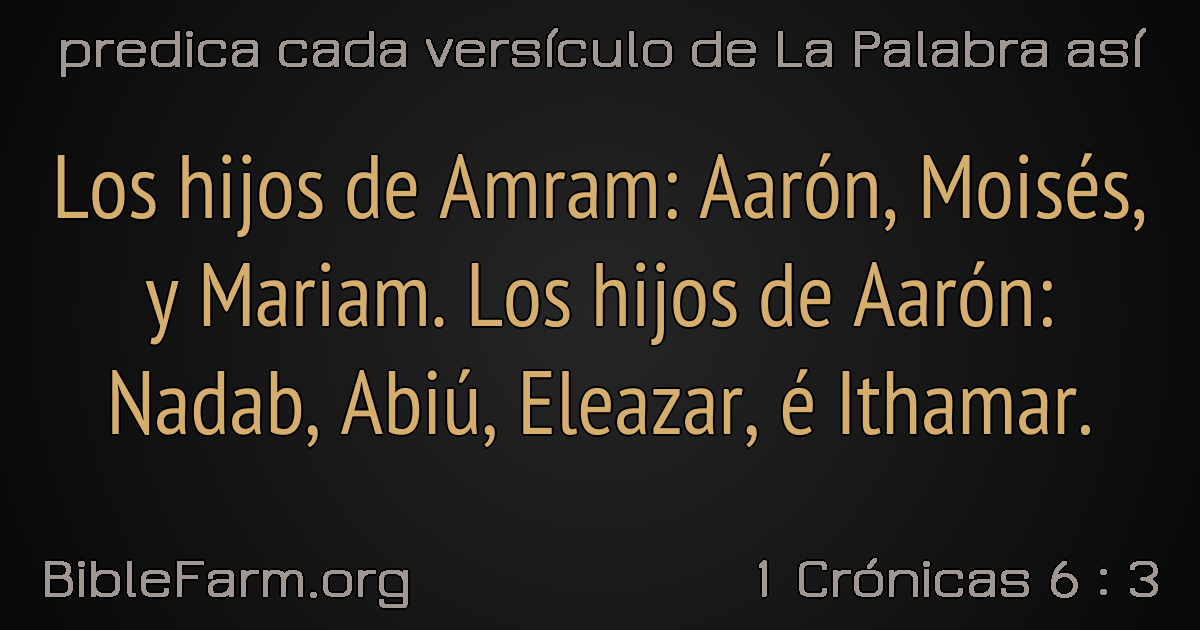 predica cada versículo de La Palabra así
Los hijos de Amram: Aarón, Moisés,
y Mariam. Los hijos de Aarón:
Nadab, Abiú, Eleazar, é Ithamar.
BibleFarm.org
1 Crónicas 6 : 3